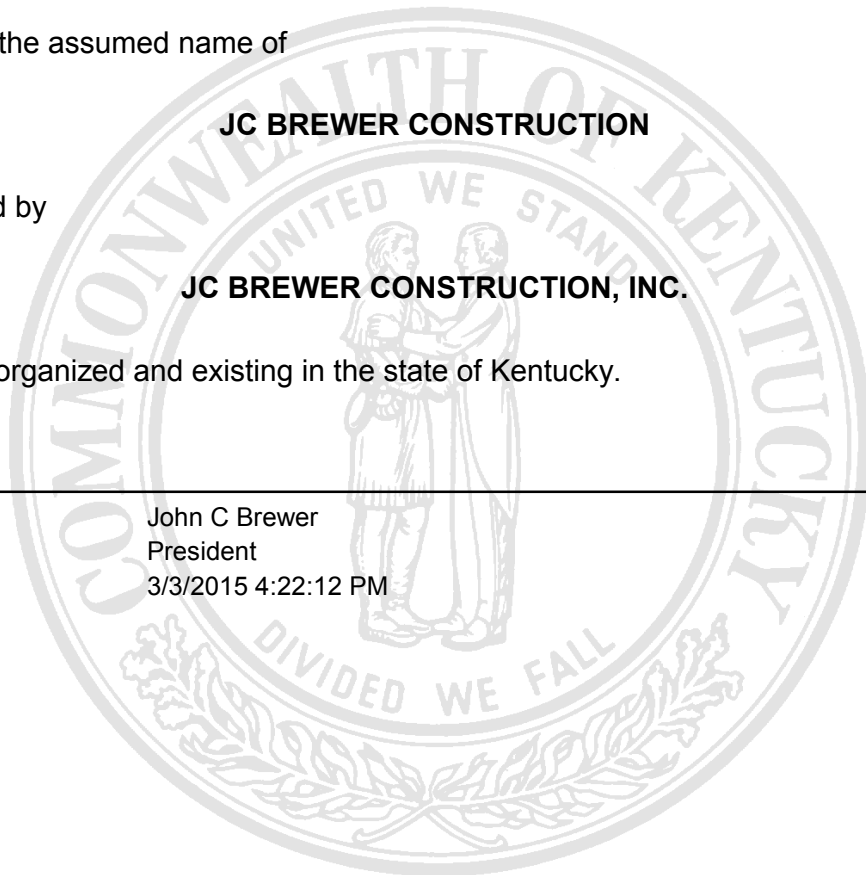 the assumed name of
JC BREWER CONSTRUCTION
d by
JC BREWER CONSTRUCTION, INC.
organized and existing in the state of Kentucky.
John C Brewer
President
3/3/2015 4:22:12 PM
COMMONWEALTH OF KENTUCKY
UNITED WE STAND
DIVIDED WE FALL